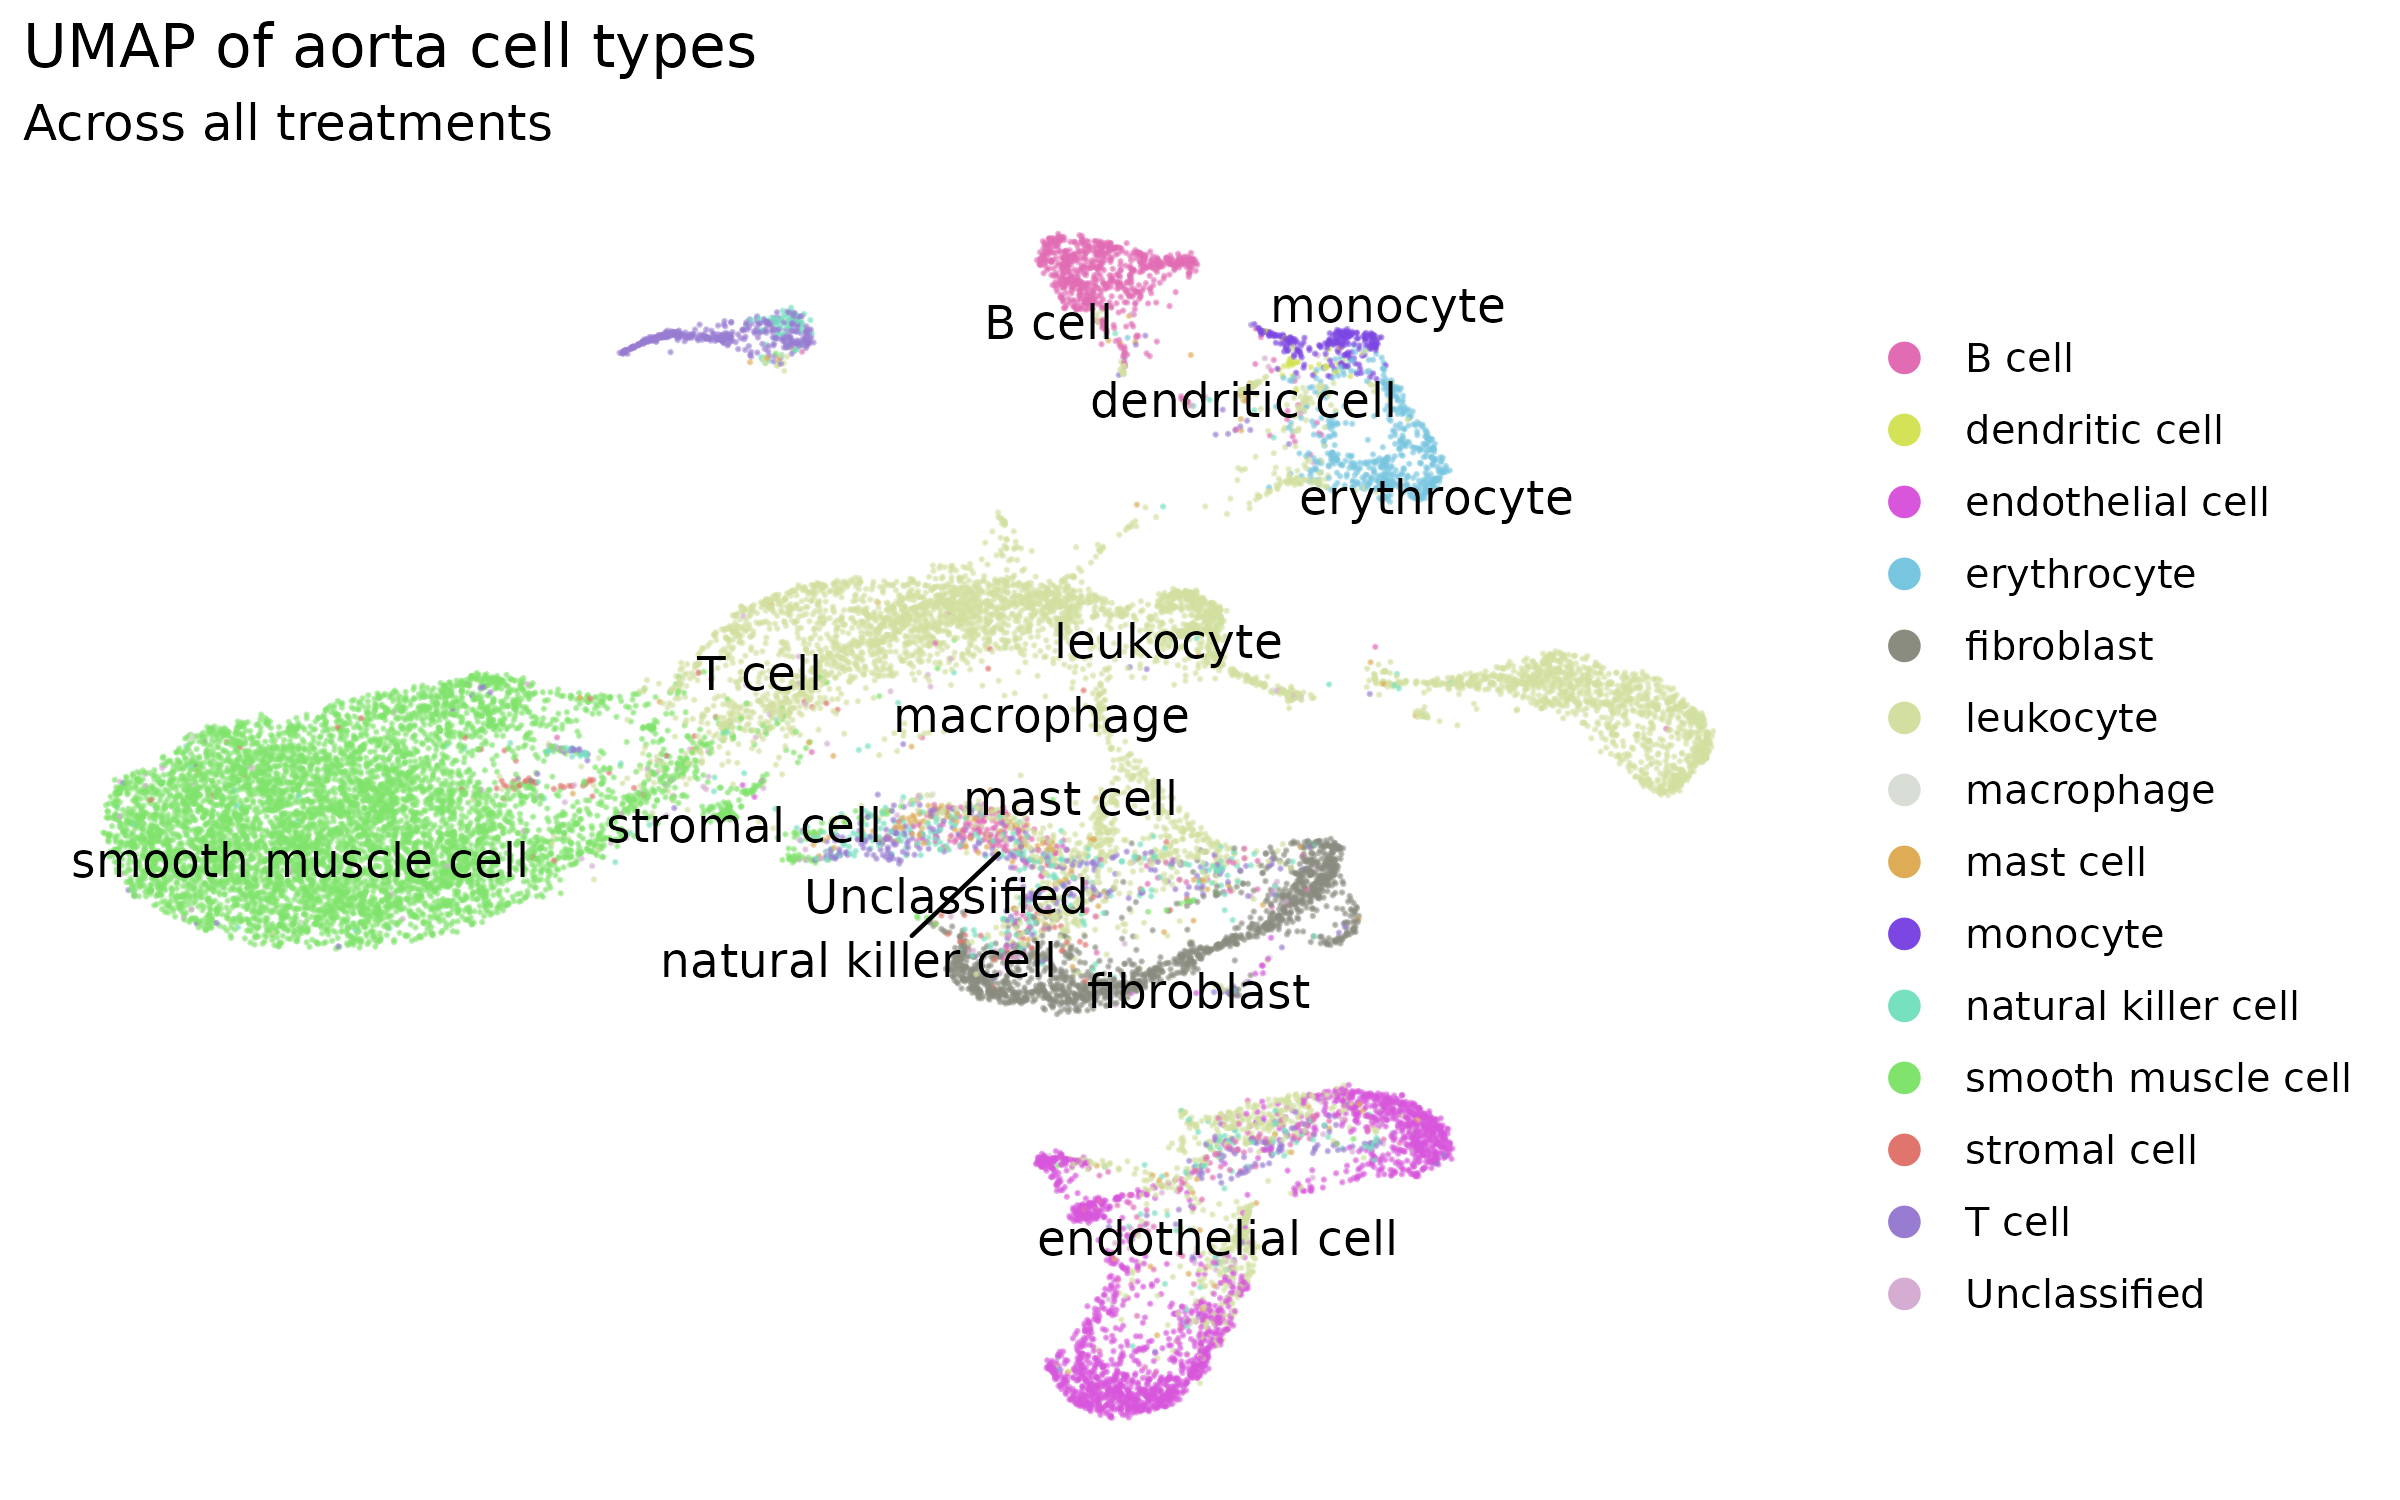 UMAP of aorta cell types
Across all treatments
B cell
monocyte
dendritic cell
erythrocyte
leukocyte
T cell
macrophage
mast cell
stromal cell
smooth muscle cell
Unclassified
natural killer cell
fibroblast
endothelial cell
B cell
dendritic cell
endothelial cell
erythrocyte
fibroblast
leukocyte
macrophage
mast cell
monocyte
natural killer cell
smooth muscle cell
stromal cell
T cell
Unclassified